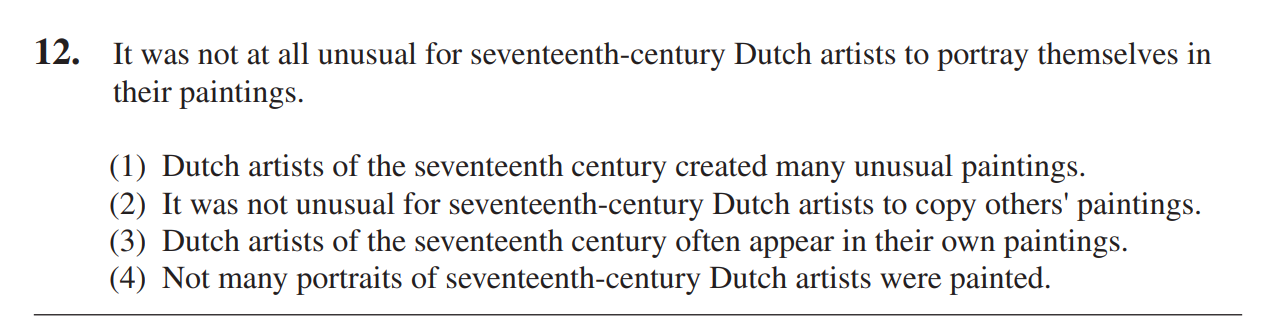 12. It was not at all unusual for seventeenth-century Dutch artists to portray themselves in
their paintings.
(1) Dutch artists of the seventeenth century created many unusual paintings.
(2) It was not unusual for seventeenth-century Dutch artists to copy others' paintings.
(3) Dutch artists of the seventeenth century often appear in their own paintings.
(4) Not many portraits of seventeenth-century Dutch artists were painted.